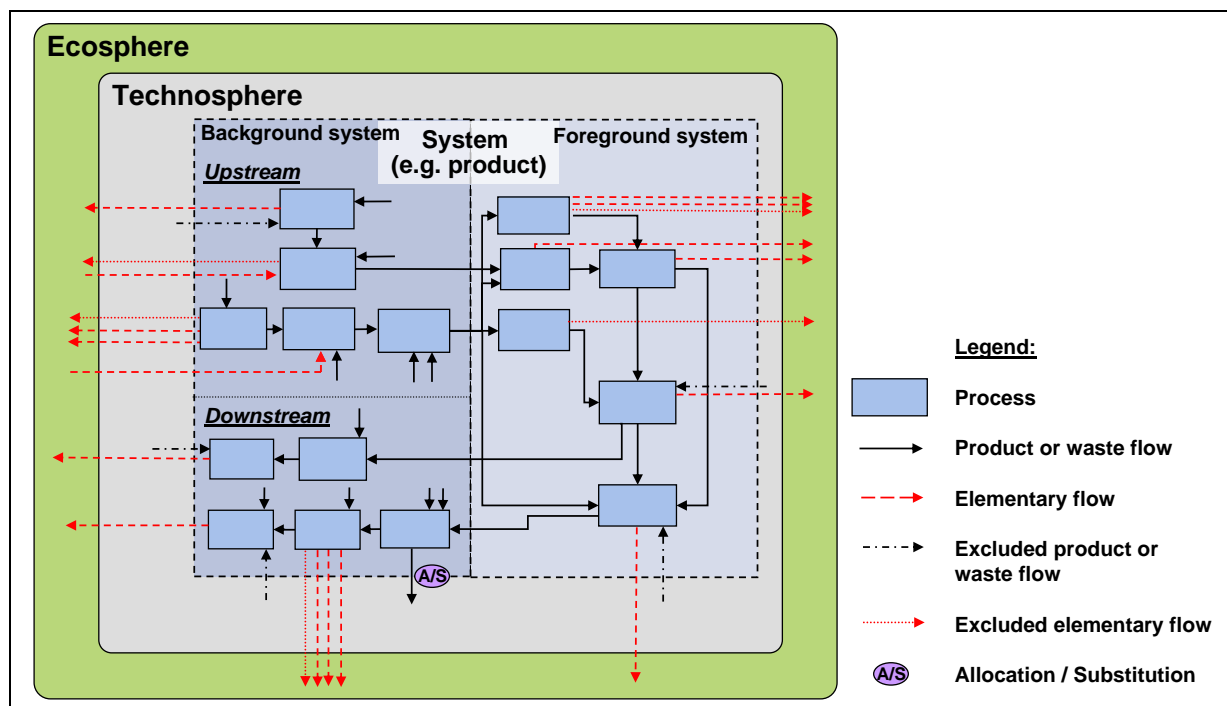 Ecosphere
Technosphere
Background system
System
(e.g. product)
Foreground system
Upstream
Downstream
A/S
Legend:
Process
Product or waste flow
Elementary flow
Excluded product or
waste flow
Excluded elementary flow
A/S
Allocation / Substitution